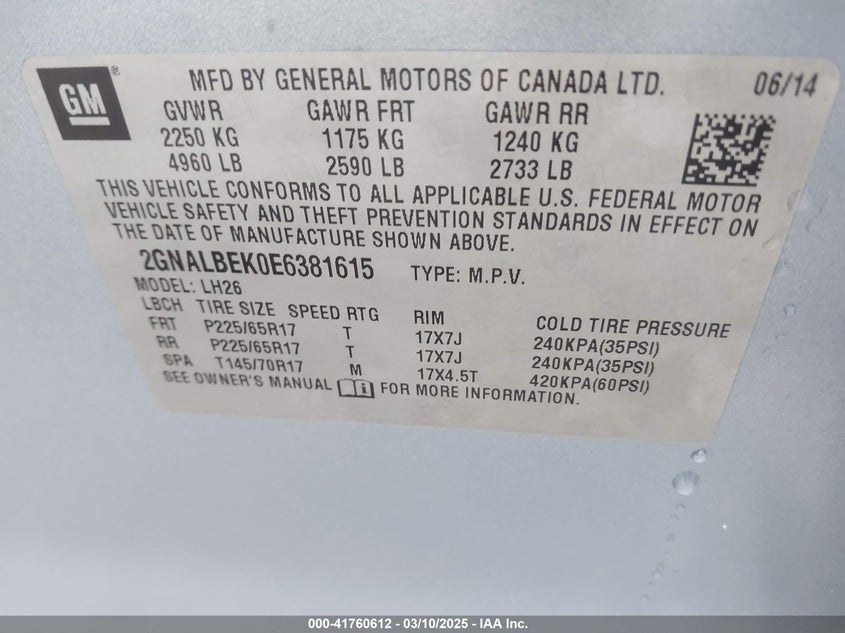 GM® MFD BY GENERAL MOTORS OF CANADA LTD. 06/14
GVWR GAWR FRT GAWR RR
2250 KG 1175 KG 1240 KG
4960 LB 2590 LB 2733 LB
THIS VEHICLE CONFORMS TO ALL APPLICABLE U.S. FEDERAL MOTOR
VEHICLE SAFETY AND THEFT PREVENTION STANDARDS IN EFFECT ON
THE DATE OF MANUFACTURE SHOWN ABOVE.
2GNALBEK0E6381615 TYPE: M.P.V.
MODEL: LH26
LBCH TIRE SIZE SPEED RTG RIM COLD TIRE PRESSURE
FRT P225/65R17 T 17X7J 240KPA(35PSI)
RR P225/65R17 T 17X7J 240KPA(35PSI)
SPA T145/70R17 M 17X4.5T 420KPA(60PSI)
SEE OWNER'S MANUAL i FOR MORE INFORMATION.
000-41760612 - 03/10/2025 - IAA Inc.